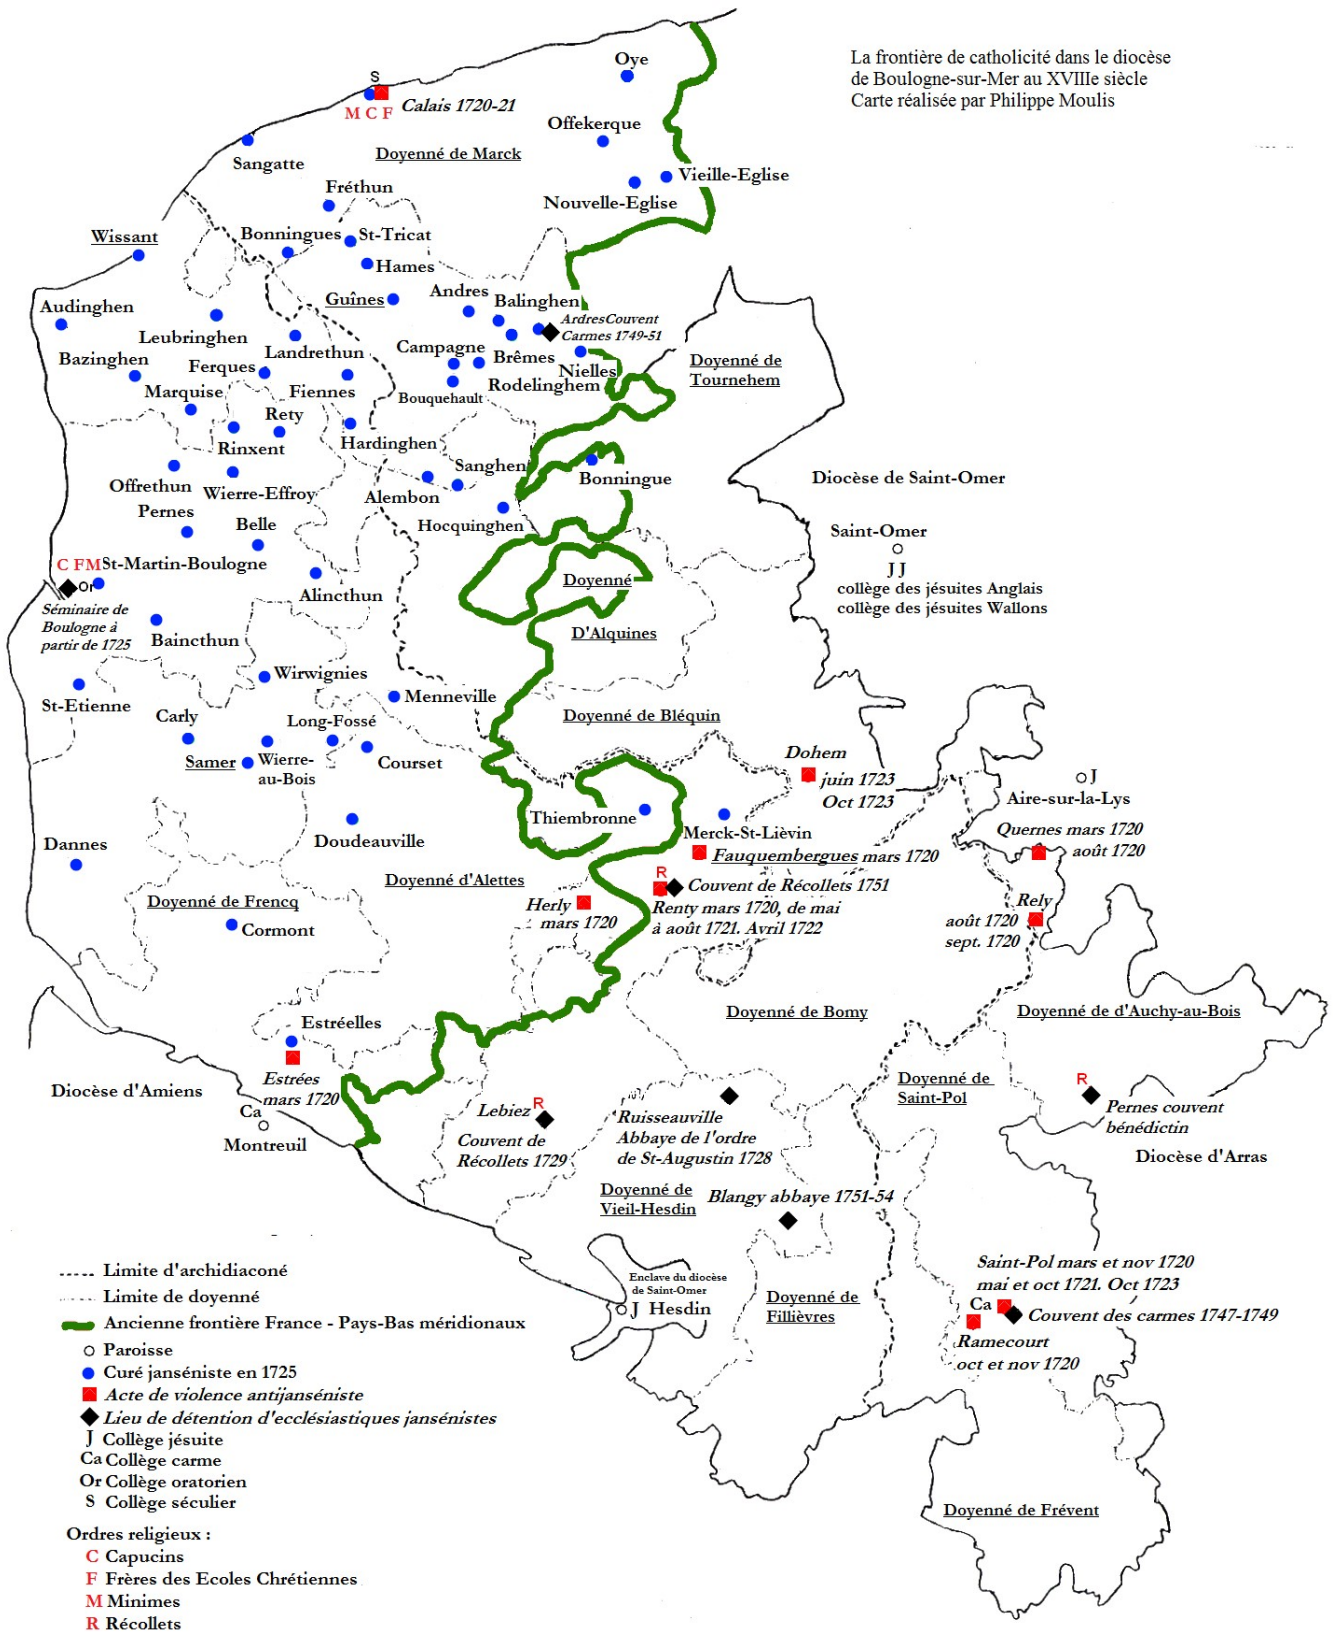 La frontière de catholicité dans le diocèse
de Boulogne-sur-Mer au XVIIIe siècle
Carte réalisée par Philippe Moulis
Oye
S
Calais 1720-21
M C F
Offekerque
Sangatte
Doyenné de Marck
Vieille-Eglise
Fréthun
Nouvelle-Eglise
Wissant
Bonningues
St-Tricat
Hames
Guînes
Andres
Balinghen
Audinghen
Leubringhen
Ardres Couvent
Carmes 1749-51
Landrethun
Campagne
Brêmes
Bazinghen
Ferques
Nielles
Doyenné de
Tournehem
Marquise
Fiennes
Rodelinghem
Bouquehault
Rety
Rinxent
Hardinghen
Sanghen
Bonningue
Diocèse de Saint-Omer
Offrethun
Wierre-Effroy
Alembon
Pernes
Belle
Hocquinghen
Saint-Omer
J J
collège des jésuites Anglais
collège des jésuites Wallons
C F M
St-Martin-Boulogne
Or
Doyenné
D'Alquines
Alincthun
Séminaire de
Boulogne à
partir de 1725
Baincthun
Wirwignies
Menneville
St-Etienne
Carly
Long-Fossé
Doyenné de Bléquin
Samer
Wierre-
au-Bois
Courset
Dohem
juin 1723
Oct 1723
J
Aire-sur-la-Lys
Thiembronne
Merck-St-Lièvin
Doudeauville
Dannes
Quernes mars 1720
août 1720
Fauquembergues mars 1720
Doyenné d'Alettes
R
Couvent de Récollets 1751
Renty mars 1720, de mai
à août 1721. Avril 1722
Doyenné de Frencq
Herly
mars 1720
Rely
août 1720
sept. 1720
Cormont
Doyenné de Bomy
Doyenné de d'Auchy-au-Bois
Estréelles
Estrées
mars 1720
Diocèse d'Amiens
Doyenné de
Saint-Pol
R
Pernes couvent
bénédictin
Ca
Montreuil
Lebiez
R
Couvent de
Récollets 1729
Ruisseauville
Abbaye de l'ordre
de St-Augustin 1728
Diocèse d'Arras
Doyenné de
Vieil-Hesdin
Blangy abbaye 1751-54
Saint-Pol mars et nov 1720
mai et oct 1721. Oct 1723
Enclave du diocèse
de Saint-Omer
J Hesdin
Doyenné de
Fillièvres
Ca
Couvent des carmes 1747-1749
Ramecourt
oct et nov 1720
Doyenné de Frévent
Limite d'archidiaconé
Limite de doyenné
Ancienne frontière France - Pays-Bas méridionaux
Paroisse
Curé janséniste en 1725
Acte de violence antijanséniste
Lieu de détention d'ecclésiastiques jansénistes
J Collège jésuite
Ca Collège carme
Or Collège oratorien
S Collège séculier
Ordres religieux :
C Capucins
F Frères des Ecoles Chrétiennes
M Minimes
R Récollets